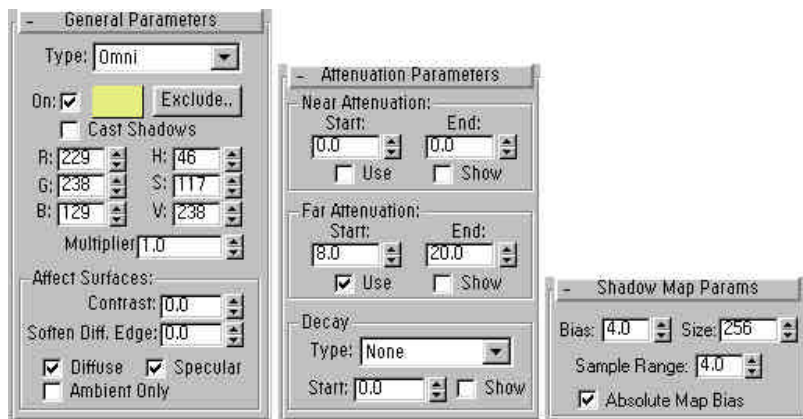 - General Parameters
Type: Omni
On: Exclude..
Cast Shadows
R: 229 H: 46
G: 238 S: 117
B: 129 V: 238
Multiplier 1.0
Affect Surfaces:
Contrast: 0.0
Soften Diff. Edge: 0.0
Diffuse Specular
Ambient Only
- Attenuation Parameters
Near Attenuation:
Start: End:
0.0 0.0
Use Show
Far Attenuation:
Start: End:
8.0 20.0
Use Show
Decay
Type: None
Start: 0.0 Show
- Shadow Map Params
Bias: 4.0 Size: 256
Sample Range: 4.0
Absolute Map Bias